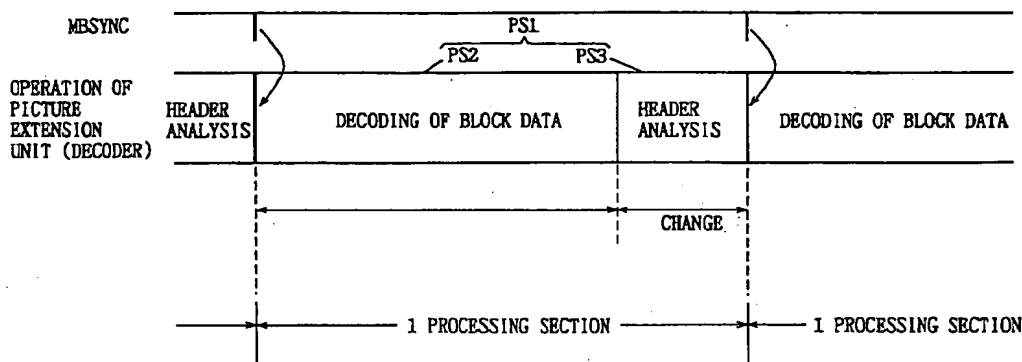 MBSYNC
PS1
PS2 PS3
OPERATION OF
PICTURE
EXTENSION
UNIT (DECODER)
HEADER
ANALYSIS
DECODING OF BLOCK DATA
HEADER
ANALYSIS
DECODING OF BLOCK DATA
CHANGE
1 PROCESSING SECTION
1 PROCESSING SECTION